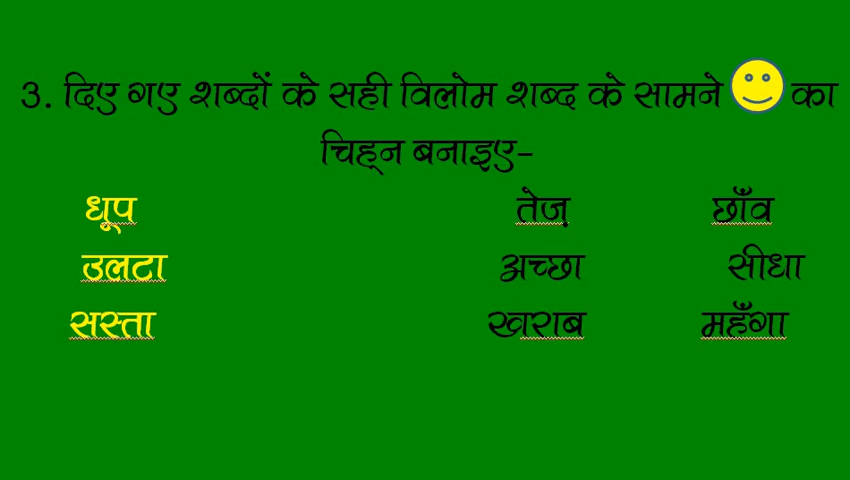 3. दिए गए शब्दों के सही विलोम शब्द के सामने का
चिह्न बनाइए-
धूप तेज़ छाँव
उलटा अच्छा सीधा
सस्ता खराब महँगा